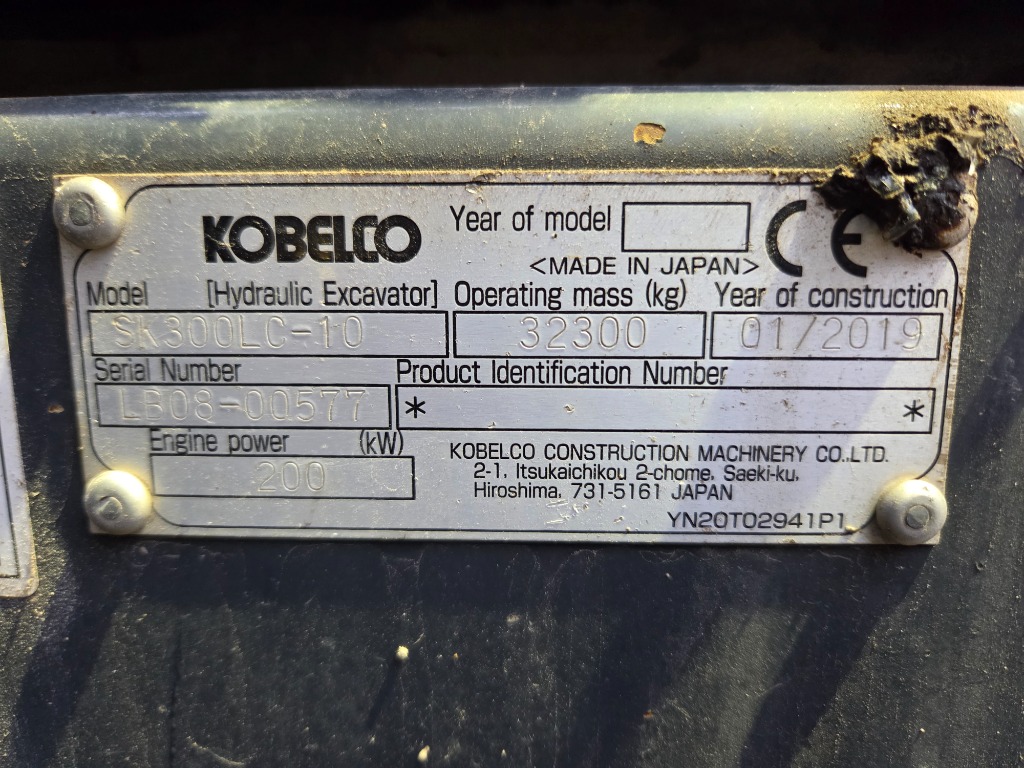 KOBELCO
Year of model
CE
<MADE IN JAPAN>
Model [Hydraulic Excavator] Operating mass (kg) Year of construction
SK300LC-10 32300 01/2019
Serial Number Product Identification Number
LB08-00577 * *
Engine power (kW)
200
KOBELCO CONSTRUCTION MACHINERY CO.,LTD.
2-1, Itsukaichikou 2-chome, Saeki-ku,
Hiroshima, 731-5161 JAPAN
YN20T02941P1